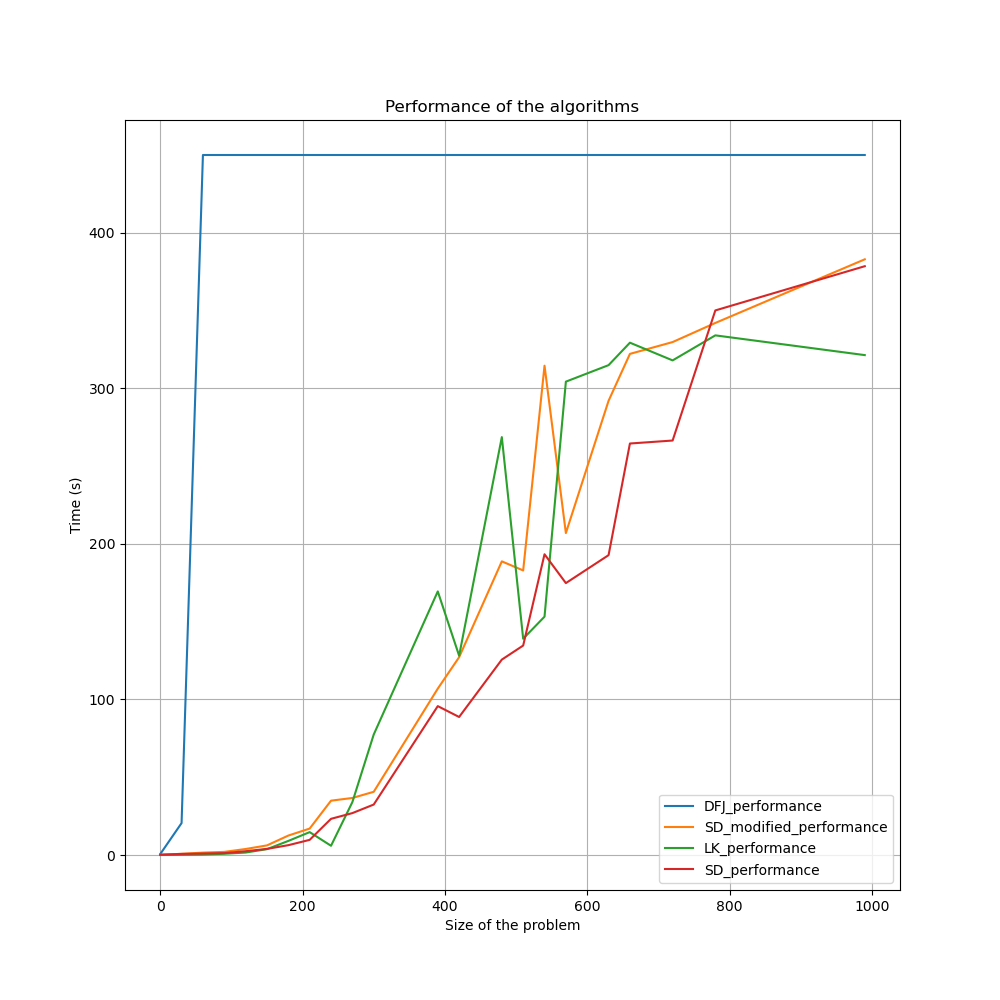 Performance of the algorithms
400
300
200
100
0
Time (s)
0 200 400 600 800 1000
Size of the problem
DFJ_performance
SD_modified_performance
LK_performance
SD_performance